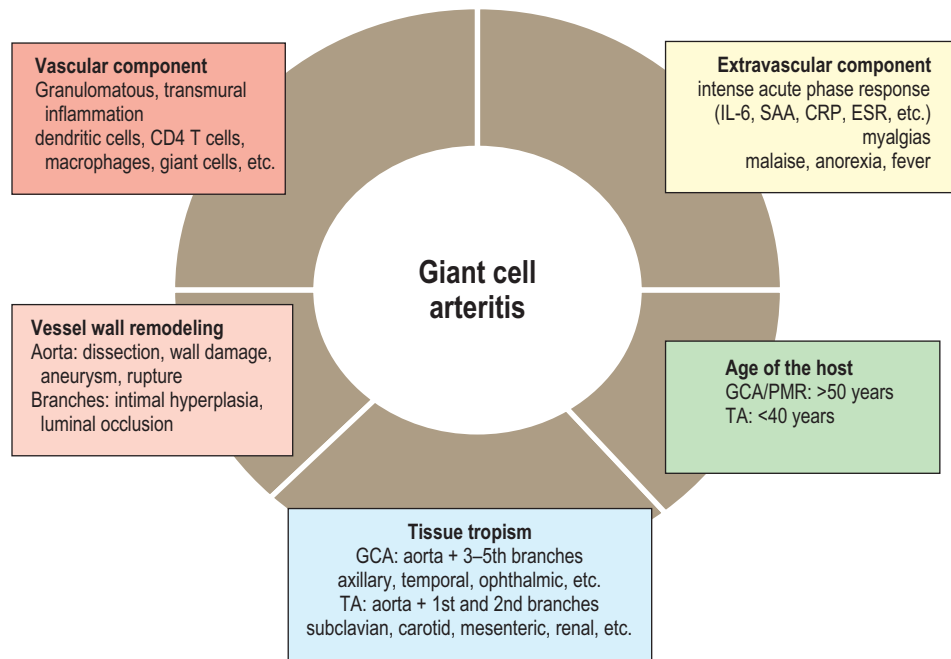 Vascular component
Granulomatous, transmural
inflammation
dendritic cells, CD4 T cells,
macrophages, giant cells, etc.
Extravascular component
intense acute phase response
(IL-6, SAA, CRP, ESR, etc.)
myalgias
malaise, anorexia, fever
Giant cell
arteritis
Vessel wall remodeling
Aorta: dissection, wall damage,
aneurysm, rupture
Branches: intimal hyperplasia,
luminal occlusion
Age of the host
GCA/PMR: >50 years
TA: <40 years
Tissue tropism
GCA: aorta + 3–5th branches
axillary, temporal, ophthalmic, etc.
TA: aorta + 1st and 2nd branches
subclavian, carotid, mesenteric, renal, etc.